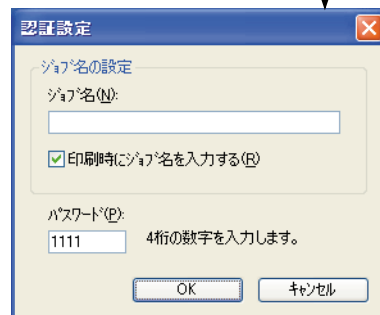 認証設定
ｼﾞｮﾌﾞ名の設定
ｼﾞｮﾌﾞ名(N):
印刷時にｼﾞｮﾌﾞ名を入力する(R)
ﾊﾟｽﾜｰﾄﾞ(P):
1111 4桁の数字を入力します。
OK ｷｬﾝｾﾙ